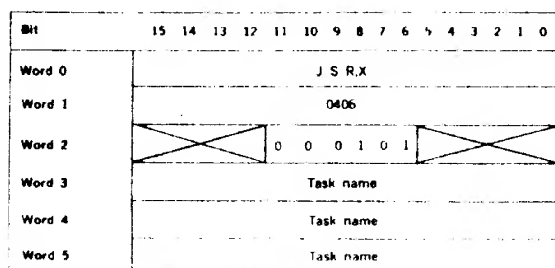 Bit 15 14 13 12 11 10 9 8 7 6 5 4 3 2 1 0
Word 0 J S R,X
Word 1 0406
Word 2 0 0 0 1 0 1
Word 3 Task name
Word 4 Task name
Word 5 Task name